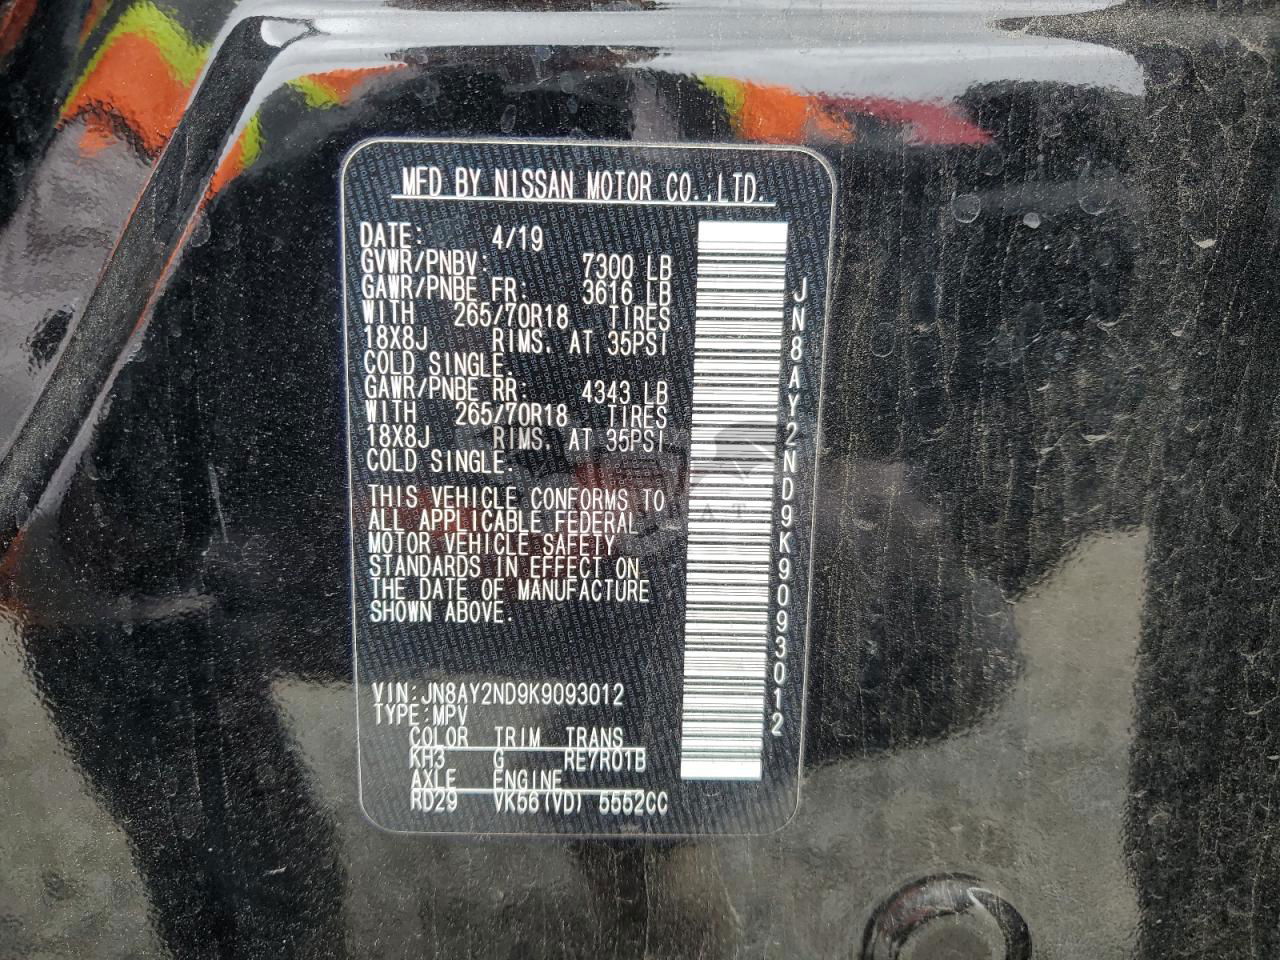 MFD BY NISSAN MOTOR CO.,LTD.
DATE: 4/19
GVWR/PNBV: 7300 LB
GAWR/PNBE FR: 3616 LB
WITH 265/70R18 TIRES
18X8J RIMS, AT 35PSI
COLD SINGLE.
GAWR/PNBE RR: 4343 LB
WITH 265/70R18 TIRES
18X8J RIMS, AT 35PSI
COLD SINGLE.
THIS VEHICLE CONFORMS TO
ALL APPLICABLE FEDERAL
MOTOR VEHICLE SAFETY
STANDARDS IN EFFECT ON
THE DATE OF MANUFACTURE
SHOWN ABOVE.
VIN:JN8AY2ND9K9093012
TYPE:MPV
COLOR TRIM TRANS
KH3 G RE7R01B
AXLE ENGINE
RD29 VK56(VD) 5552CC
JN8AY2ND9K9093012